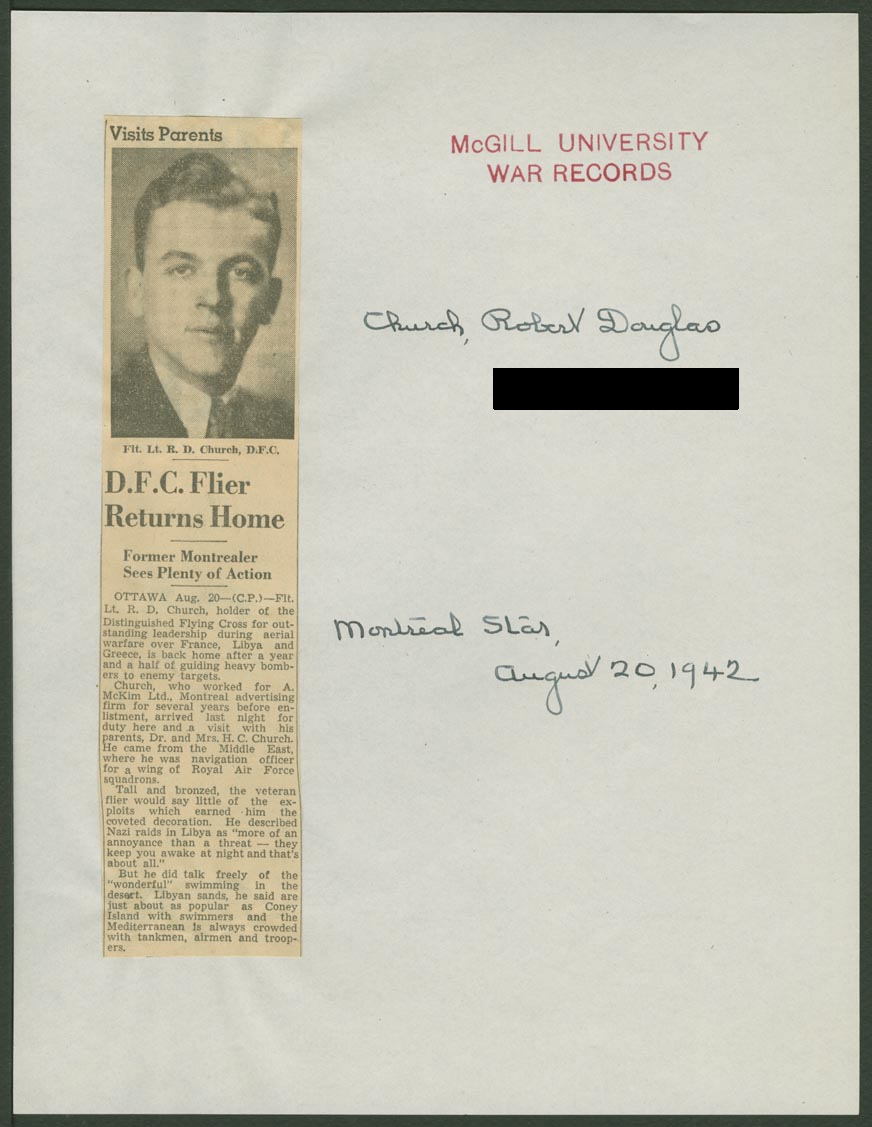 Visits Parents
McGILL UNIVERSITY
WAR RECORDS
Church, Robert Douglas
Flt. Lt. R. D. Church, D.F.C.
D.F.C. Flier
Returns Home
Former Montrealer
Sees Plenty of Action
OTTAWA Aug. 20—(C.P.)—Flt.
Lt. R. D. Church, holder of the
Distinguished Flying Cross for out-
standing leadership during aerial
warfare over France, Libya and
Greece, is back home after a year
and a half of guiding heavy bomb-
ers to enemy targets.
Church, who worked for A.
McKim Ltd., Montreal advertising
firm for several years before en-
listment, arrived last night for
duty here and a visit with his
parents, Dr. and Mrs. H. C. Church.
He came from the Middle East,
where he was navigation officer
for a wing of Royal Air Force
squadrons.
Tall and bronzed, the veteran
flier would say little of the ex-
ploits which earned him the
coveted decoration. He described
Nazi raids in Libya as "more of an
annoyance than a threat — they
keep you awake at night and that's
about all."
But he did talk freely of the
"wonderful" swimming in the
desert. Libyan sands, he said are
just about as popular as Coney
Island with swimmers and the
Mediterranean is always crowded
with tankmen, airmen and troop-
ers.
Montreal Star,
August 20, 1942